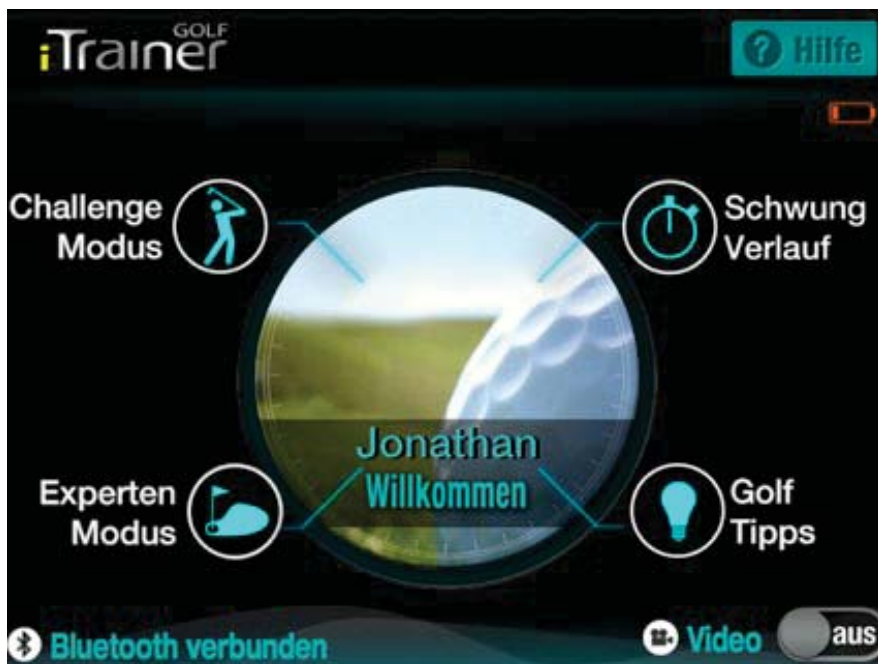 iTrainer GOLF
? Hilfe
Challenge
Modus
Schwung
Verlauf
Jonathan
Willkommen
Experten
Modus
Golf
Tipps
Bluetooth verbunden
Video aus